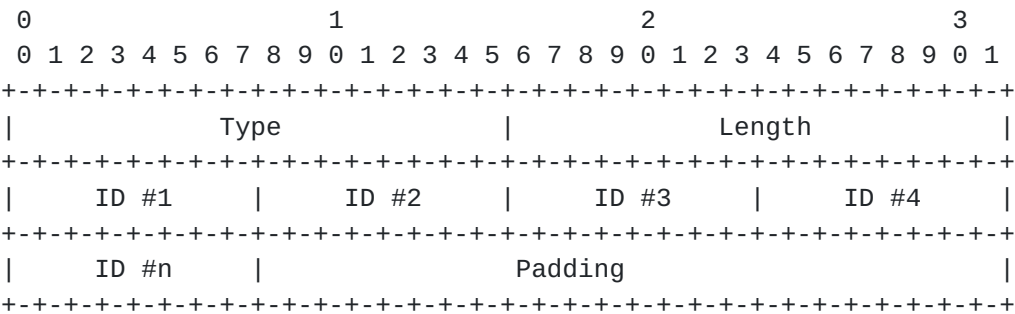 0                   1                   2                   3
 0 1 2 3 4 5 6 7 8 9 0 1 2 3 4 5 6 7 8 9 0 1 2 3 4 5 6 7 8 9 0 1
+-+-+-+-+-+-+-+-+-+-+-+-+-+-+-+-+-+-+-+-+-+-+-+-+-+-+-+-+-+-+-+-+
|             Type              |             Length            |
+-+-+-+-+-+-+-+-+-+-+-+-+-+-+-+-+-+-+-+-+-+-+-+-+-+-+-+-+-+-+-+-+
|     ID #1     |     ID #2     |     ID #3     |     ID #4     |
+-+-+-+-+-+-+-+-+-+-+-+-+-+-+-+-+-+-+-+-+-+-+-+-+-+-+-+-+-+-+-+-+
|     ID #n     |                Padding                        |
+-+-+-+-+-+-+-+-+-+-+-+-+-+-+-+-+-+-+-+-+-+-+-+-+-+-+-+-+-+-+-+-+